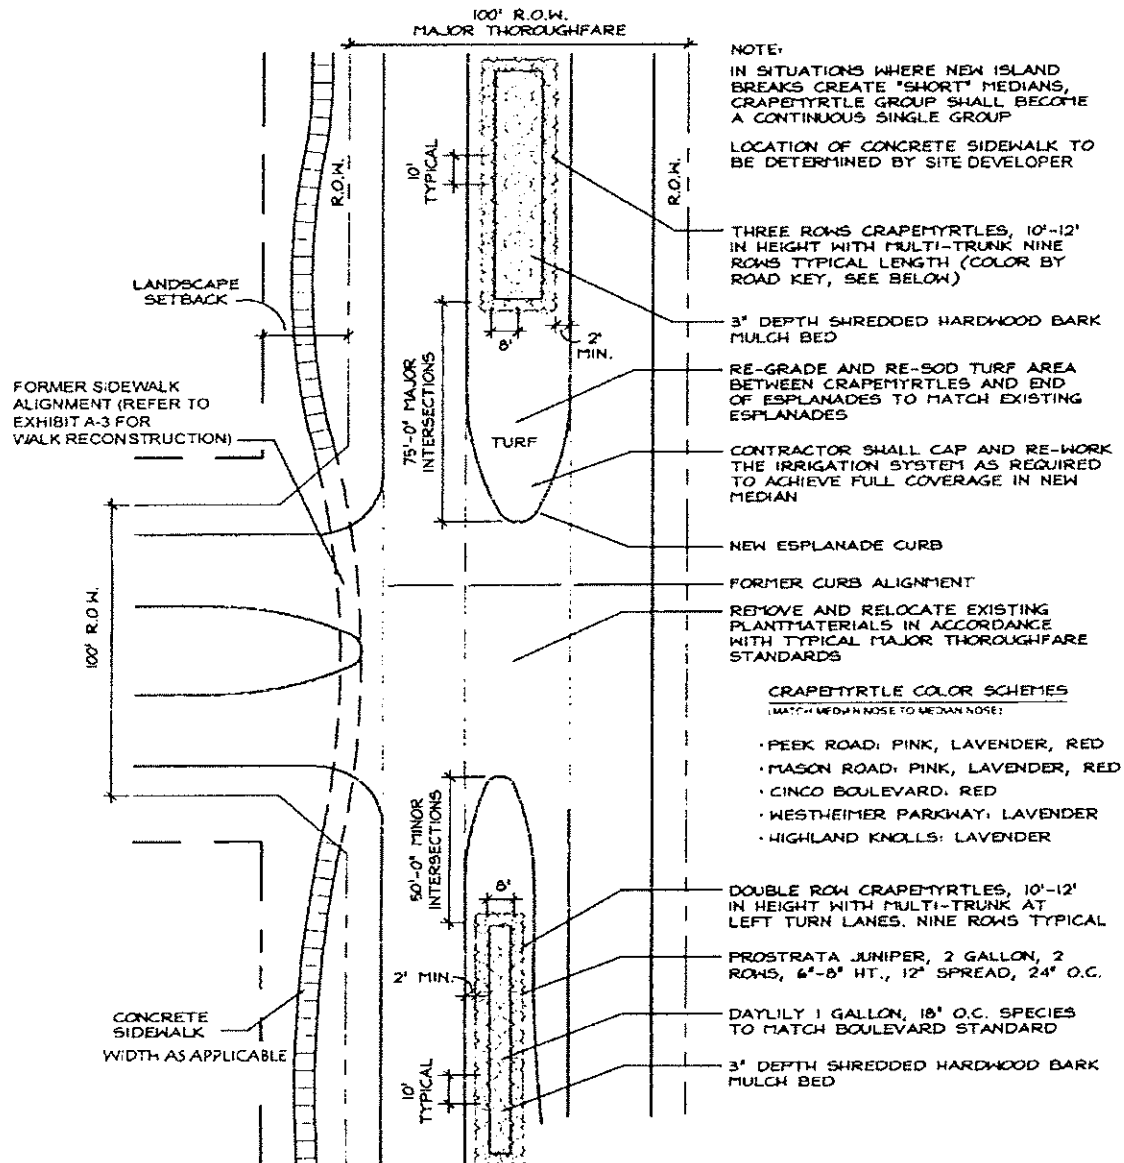 100' R.O.W.
MAJOR THOROUGHFARE
NOTE:
IN SITUATIONS WHERE NEW ISLAND
BREAKS CREATE "SHORT" MEDIANS,
CRAPEMYRTLE GROUP SHALL BECOME
A CONTINUOUS SINGLE GROUP
LOCATION OF CONCRETE SIDEWALK TO
BE DETERMINED BY SITE DEVELOPER
10'
TYPICAL
R.O.W.
R.O.W.
THREE ROWS CRAPEMYRTLES, 10'-12'
IN HEIGHT WITH MULTI-TRUNK NINE
ROWS TYPICAL LENGTH (COLOR BY
ROAD KEY, SEE BELOW)
LANDSCAPE
SETBACK
3" DEPTH SHREDDED HARDWOOD BARK
MULCH BED
8'
2'
MIN.
RE-GRADE AND RE-SOD TURF AREA
BETWEEN CRAPEMYRTLES AND END
OF ESPLANADES TO MATCH EXISTING
ESPLANADES
FORMER SIDEWALK
ALIGNMENT (REFER TO
EXHIBIT A-3 FOR
WALK RECONSTRUCTION)
75'-0" MAJOR
INTERSECTIONS
TURF
CONTRACTOR SHALL CAP AND RE-WORK
THE IRRIGATION SYSTEM AS REQUIRED
TO ACHIEVE FULL COVERAGE IN NEW
MEDIAN
NEW ESPLANADE CURB
FORMER CURB ALIGNMENT
100' R.O.W.
REMOVE AND RELOCATE EXISTING
PLANTMATERIALS IN ACCORDANCE
WITH TYPICAL MAJOR THOROUGHFARE
STANDARDS
CRAPEMYRTLE COLOR SCHEMES
(MATCH MEDIAN NOSE TO MEDIAN NOSE)
· PEEK ROAD: PINK, LAVENDER, RED
· MASON ROAD: PINK, LAVENDER, RED
· CINCO BOULEVARD: RED
· WESTHEIMER PARKWAY: LAVENDER
· HIGHLAND KNOLLS: LAVENDER
50'-0" MINOR
INTERSECTIONS
8'
DOUBLE ROW CRAPEMYRTLES, 10'-12'
IN HEIGHT WITH MULTI-TRUNK AT
LEFT TURN LANES. NINE ROWS TYPICAL
2' MIN.
PROSTRATA JUNIPER, 2 GALLON, 2
ROWS, 6"-8" HT., 12" SPREAD, 24" O.C.
CONCRETE
SIDEWALK
WIDTH AS APPLICABLE
DAYLILY 1 GALLON, 18" O.C. SPECIES
TO MATCH BOULEVARD STANDARD
10'
TYPICAL
3" DEPTH SHREDDED HARDWOOD BARK
MULCH BED